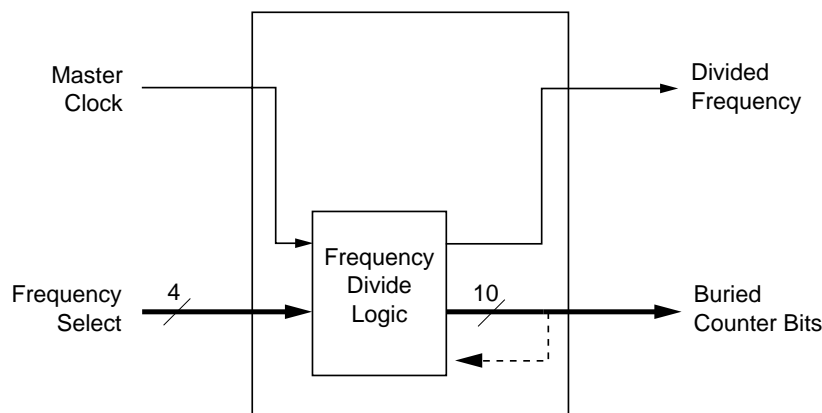 Master
Clock
Divided
Frequency
Frequency
Divide
Logic
Frequency
Select
4
10
Buried
Counter Bits